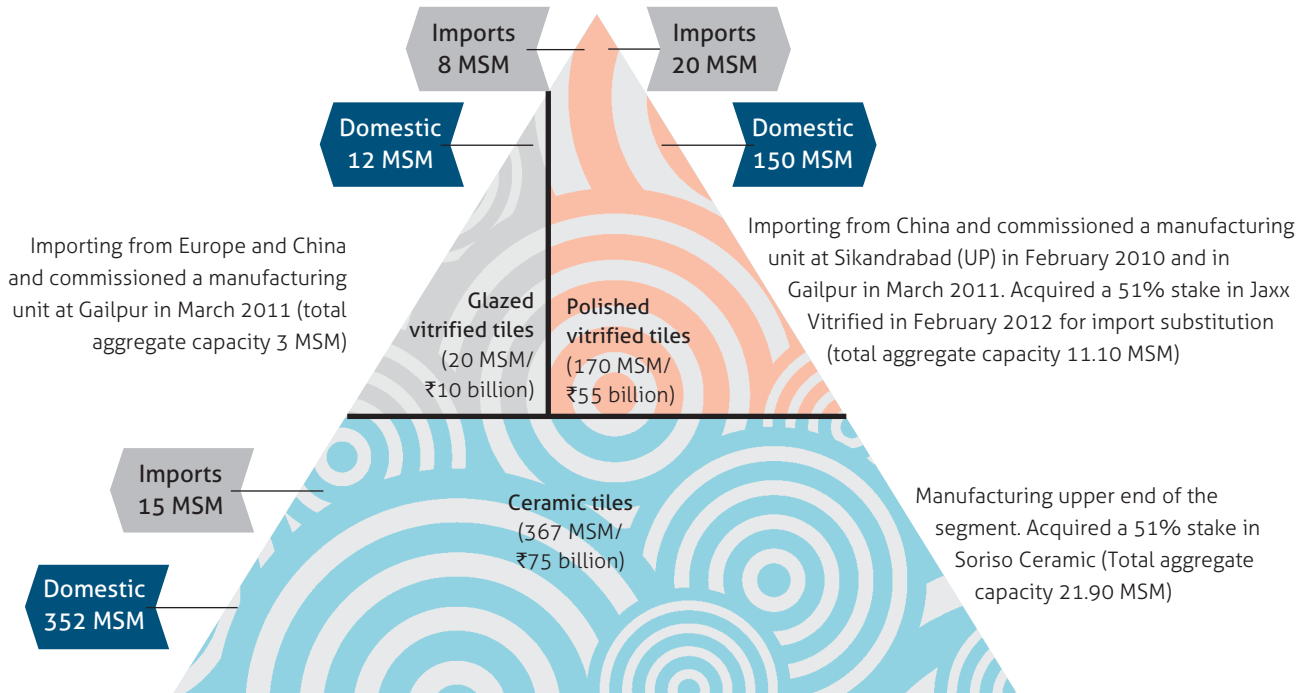 Imports
8 MSM
Imports
20 MSM
Domestic
12 MSM
Domestic
150 MSM
Importing from Europe and China
and commissioned a manufacturing
unit at Gailpur in March 2011 (total
aggregate capacity 3 MSM)
Glazed
vitrified tiles
(20 MSM/
₹10 billion)
Polished
vitrified tiles
(170 MSM/
₹55 billion)
Importing from China and commissioned a manufacturing
unit at Sikandrabad (UP) in February 2010 and in
Gailpur in March 2011. Acquired a 51% stake in Jaxx
Vitrified in February 2012 for import substitution
(total aggregate capacity 11.10 MSM)
Imports
15 MSM
Domestic
352 MSM
Ceramic tiles
(367 MSM/
₹75 billion)
Manufacturing upper end of the
segment. Acquired a 51% stake in
Soriso Ceramic (Total aggregate
capacity 21.90 MSM)